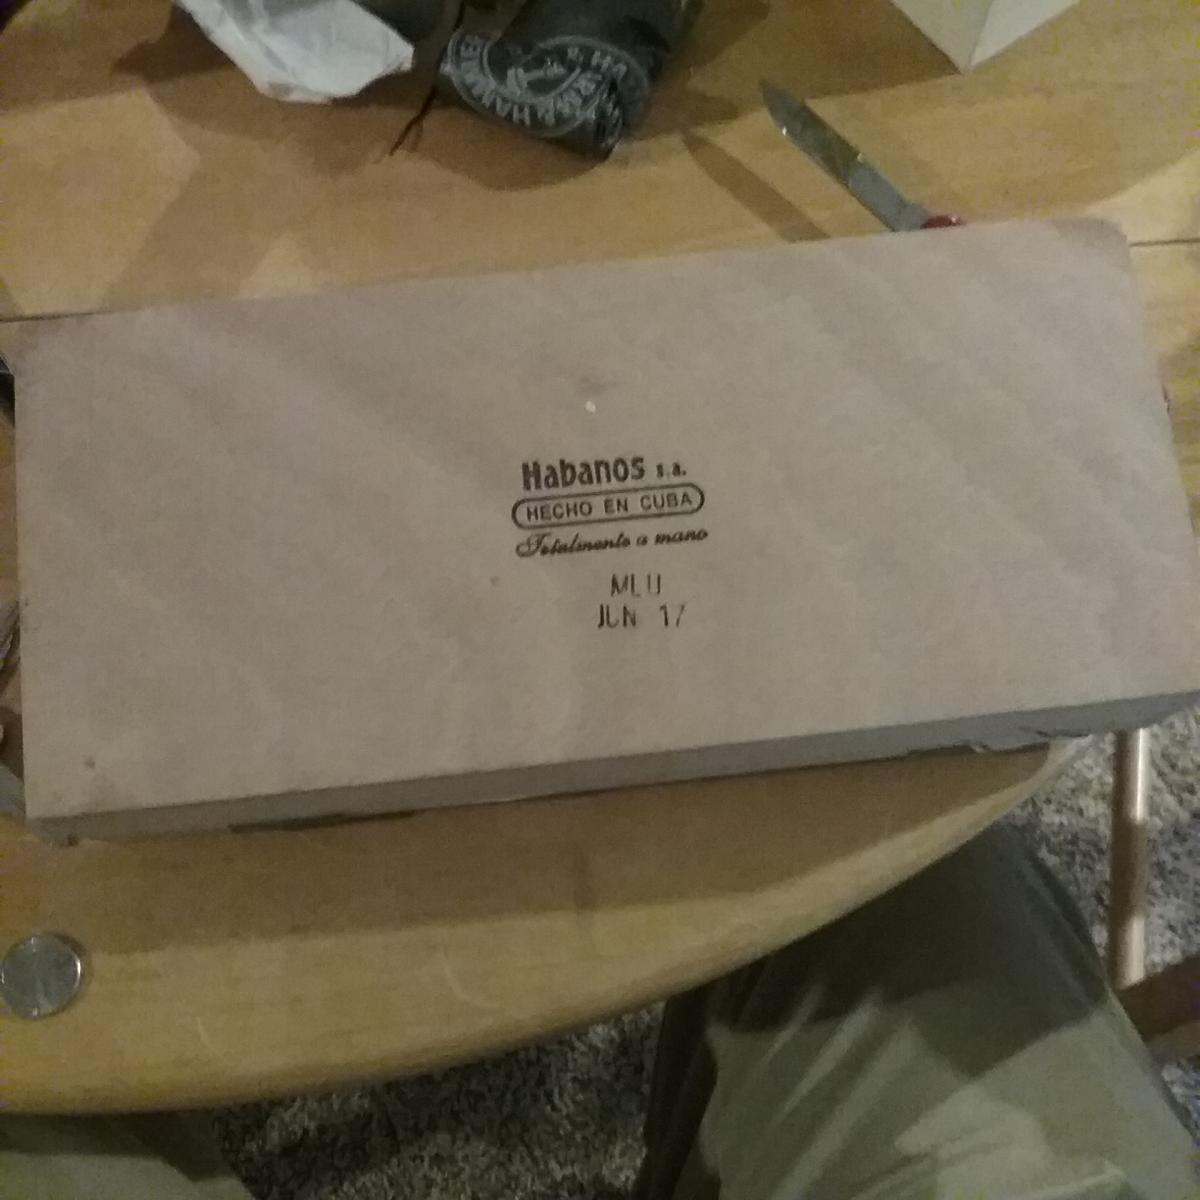 Habanos s.a.
HECHO EN CUBA
Totalmente a mano
MLU
JUN 17